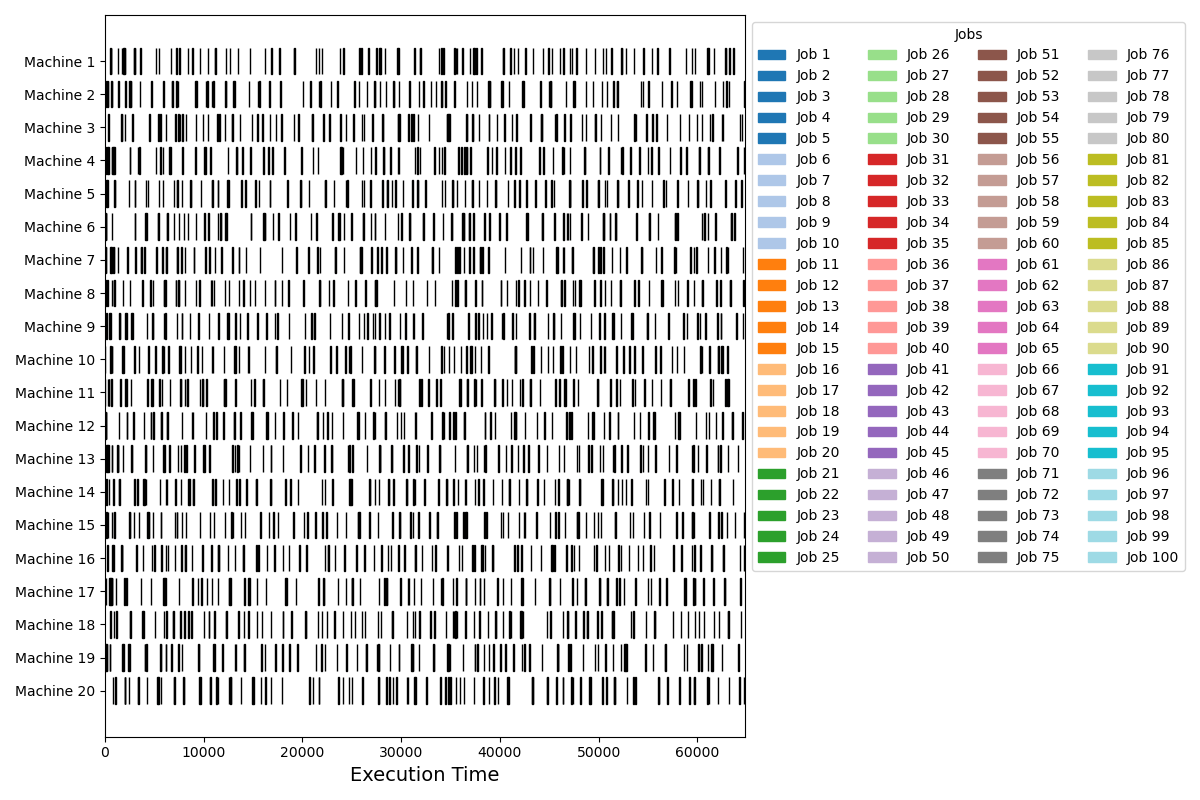 Machine 1
Machine 2
Machine 3
Machine 4
Machine 5
Machine 6
Machine 7
Machine 8
Machine 9
Machine 10
Machine 11
Machine 12
Machine 13
Machine 14
Machine 15
Machine 16
Machine 17
Machine 18
Machine 19
Machine 20
0 10000 20000 30000 40000 50000 60000
Execution Time
Jobs
Job 1 Job 26 Job 51 Job 76
Job 2 Job 27 Job 52 Job 77
Job 3 Job 28 Job 53 Job 78
Job 4 Job 29 Job 54 Job 79
Job 5 Job 30 Job 55 Job 80
Job 6 Job 31 Job 56 Job 81
Job 7 Job 32 Job 57 Job 82
Job 8 Job 33 Job 58 Job 83
Job 9 Job 34 Job 59 Job 84
Job 10 Job 35 Job 60 Job 85
Job 11 Job 36 Job 61 Job 86
Job 12 Job 37 Job 62 Job 87
Job 13 Job 38 Job 63 Job 88
Job 14 Job 39 Job 64 Job 89
Job 15 Job 40 Job 65 Job 90
Job 16 Job 41 Job 66 Job 91
Job 17 Job 42 Job 67 Job 92
Job 18 Job 43 Job 68 Job 93
Job 19 Job 44 Job 69 Job 94
Job 20 Job 45 Job 70 Job 95
Job 21 Job 46 Job 71 Job 96
Job 22 Job 47 Job 72 Job 97
Job 23 Job 48 Job 73 Job 98
Job 24 Job 49 Job 74 Job 99
Job 25 Job 50 Job 75 Job 100